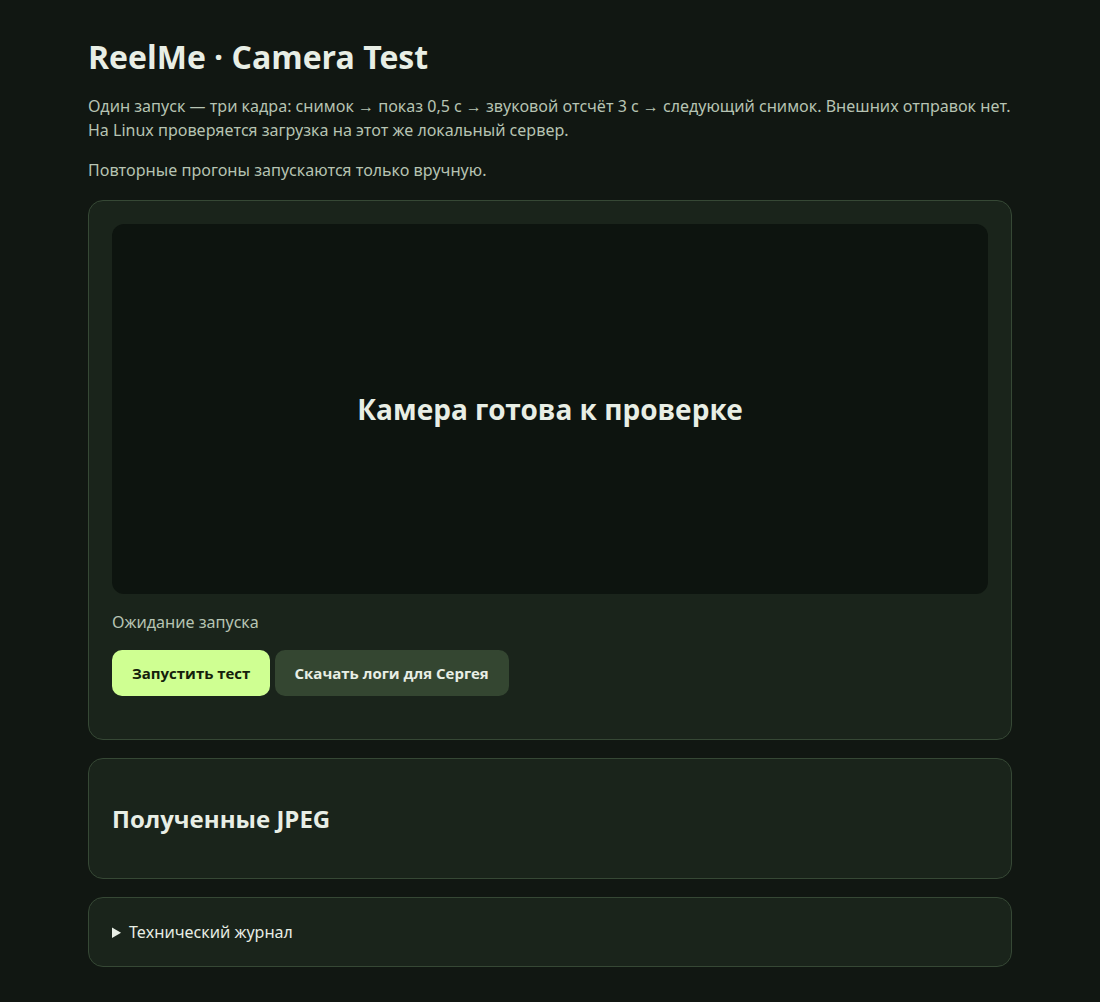 ReelMe · Camera Test
Один запуск — три кадра: снимок → показ 0,5 с → звуковой отсчёт 3 с → следующий снимок. Внешних отправок нет.
На Linux проверяется загрузка на этот же локальный сервер.
Повторные прогоны запускаются только вручную.
Камера готова к проверке
Ожидание запуска
Запустить тест
Скачать логи для Сергея
Полученные JPEG
Технический журнал